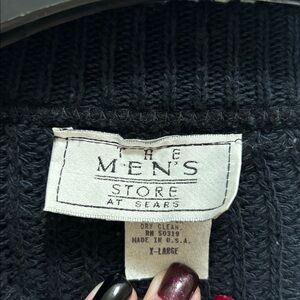 THE
MEN'S
STORE
AT SEARS
DRY CLEAN.
RN 50319
MADE IN U.S.A.
X-LARGE